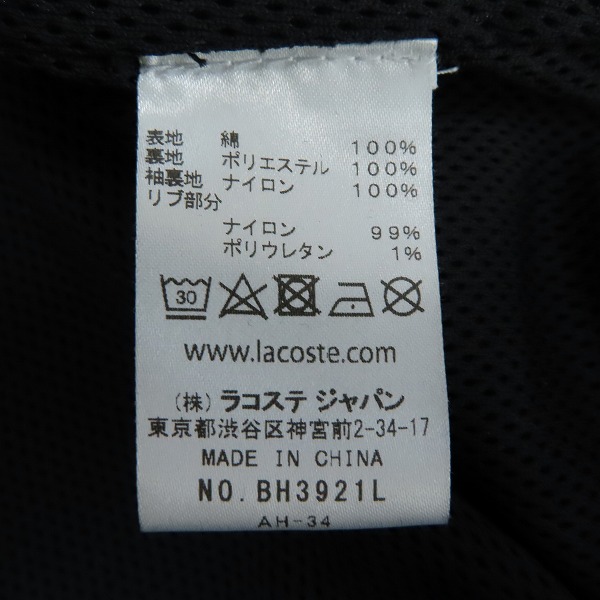 表地 綿 100%
裏地 ポリエステル 100%
袖裏地 ナイロン 100%
リブ部分
ナイロン 99%
ポリウレタン 1%
30
www.lacoste.com
(株) ラコステ ジャパン
東京都渋谷区神宮前2-34-17
MADE IN CHINA
NO. BH3921L
AH-34